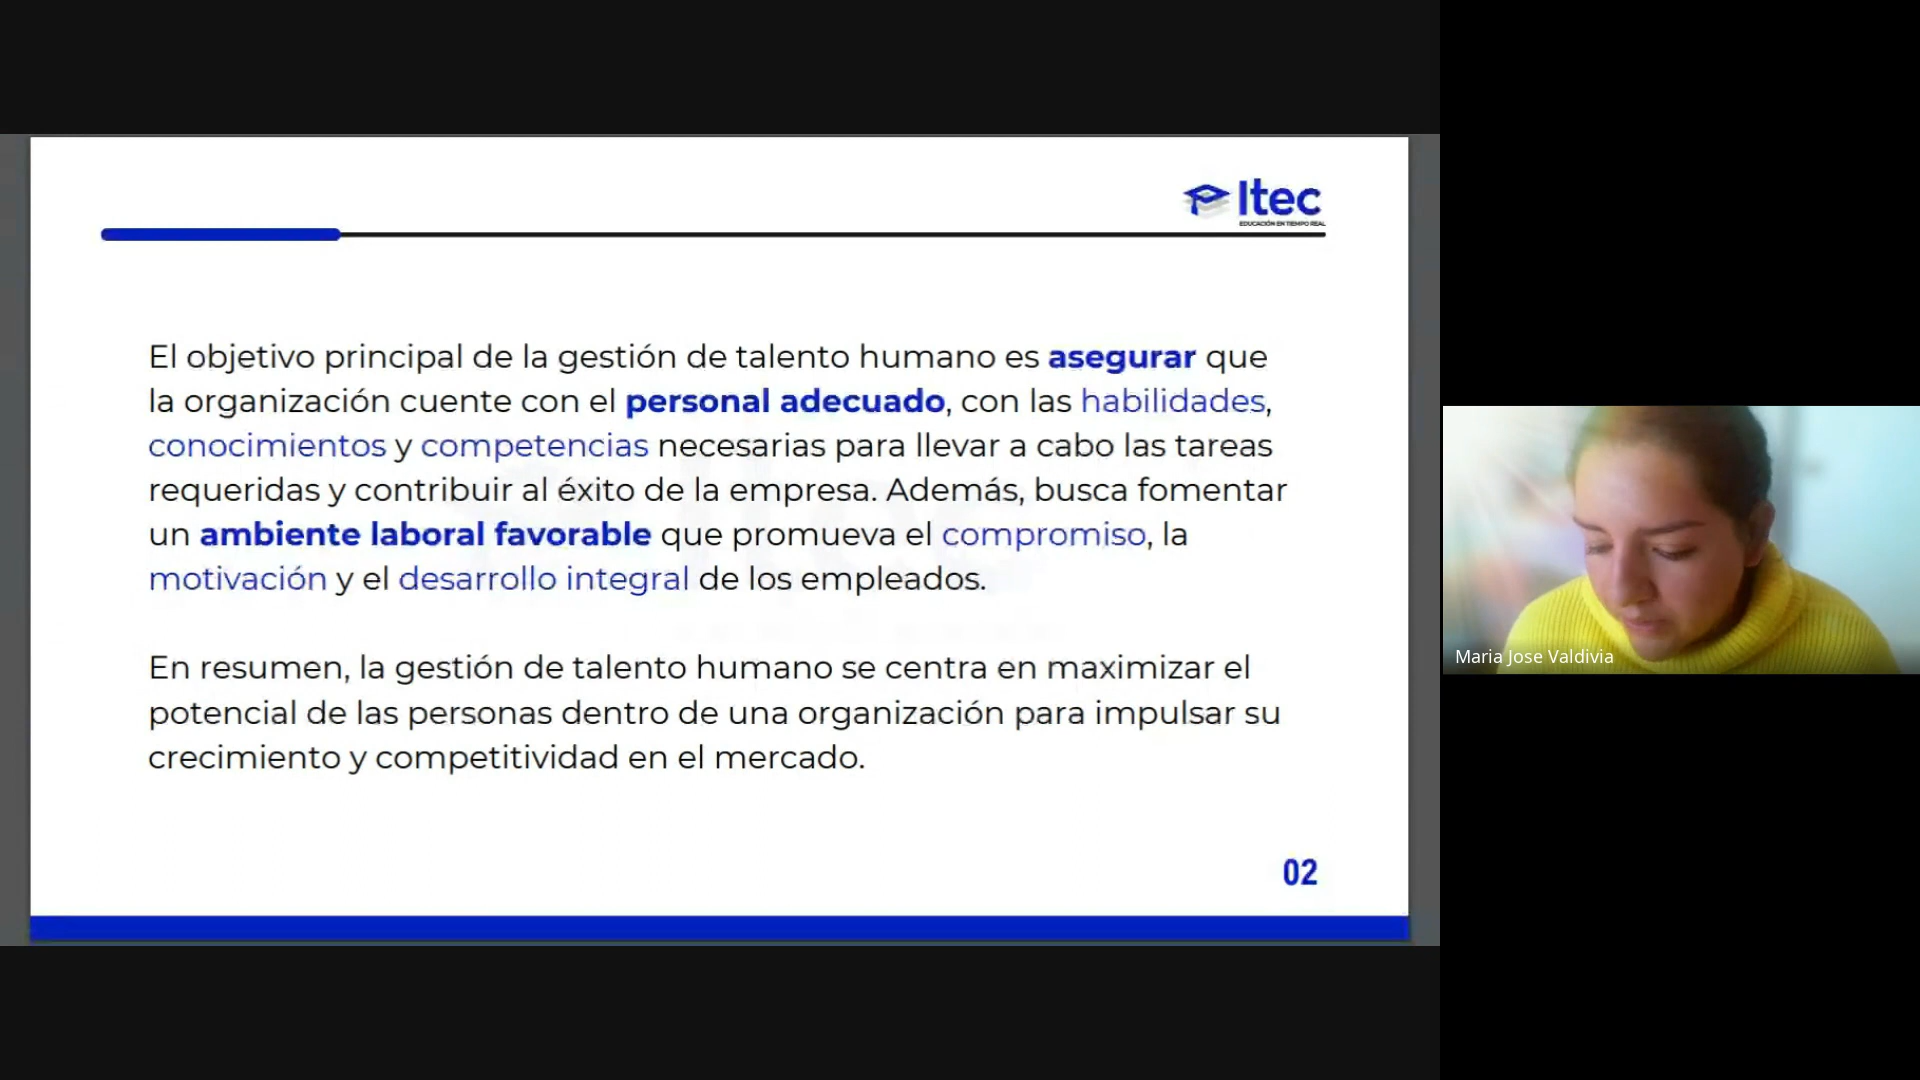 Itec
EDUCACIÓN EN TIEMPO REAL
El objetivo principal de la gestión de talento humano es asegurar que
la organización cuente con el personal adecuado, con las habilidades,
conocimientos y competencias necesarias para llevar a cabo las tareas
requeridas y contribuir al éxito de la empresa. Además, busca fomentar
un ambiente laboral favorable que promueva el compromiso, la
motivación y el desarrollo integral de los empleados.
En resumen, la gestión de talento humano se centra en maximizar el
potencial de las personas dentro de una organización para impulsar su
crecimiento y competitividad en el mercado.
02
Maria Jose Valdivia